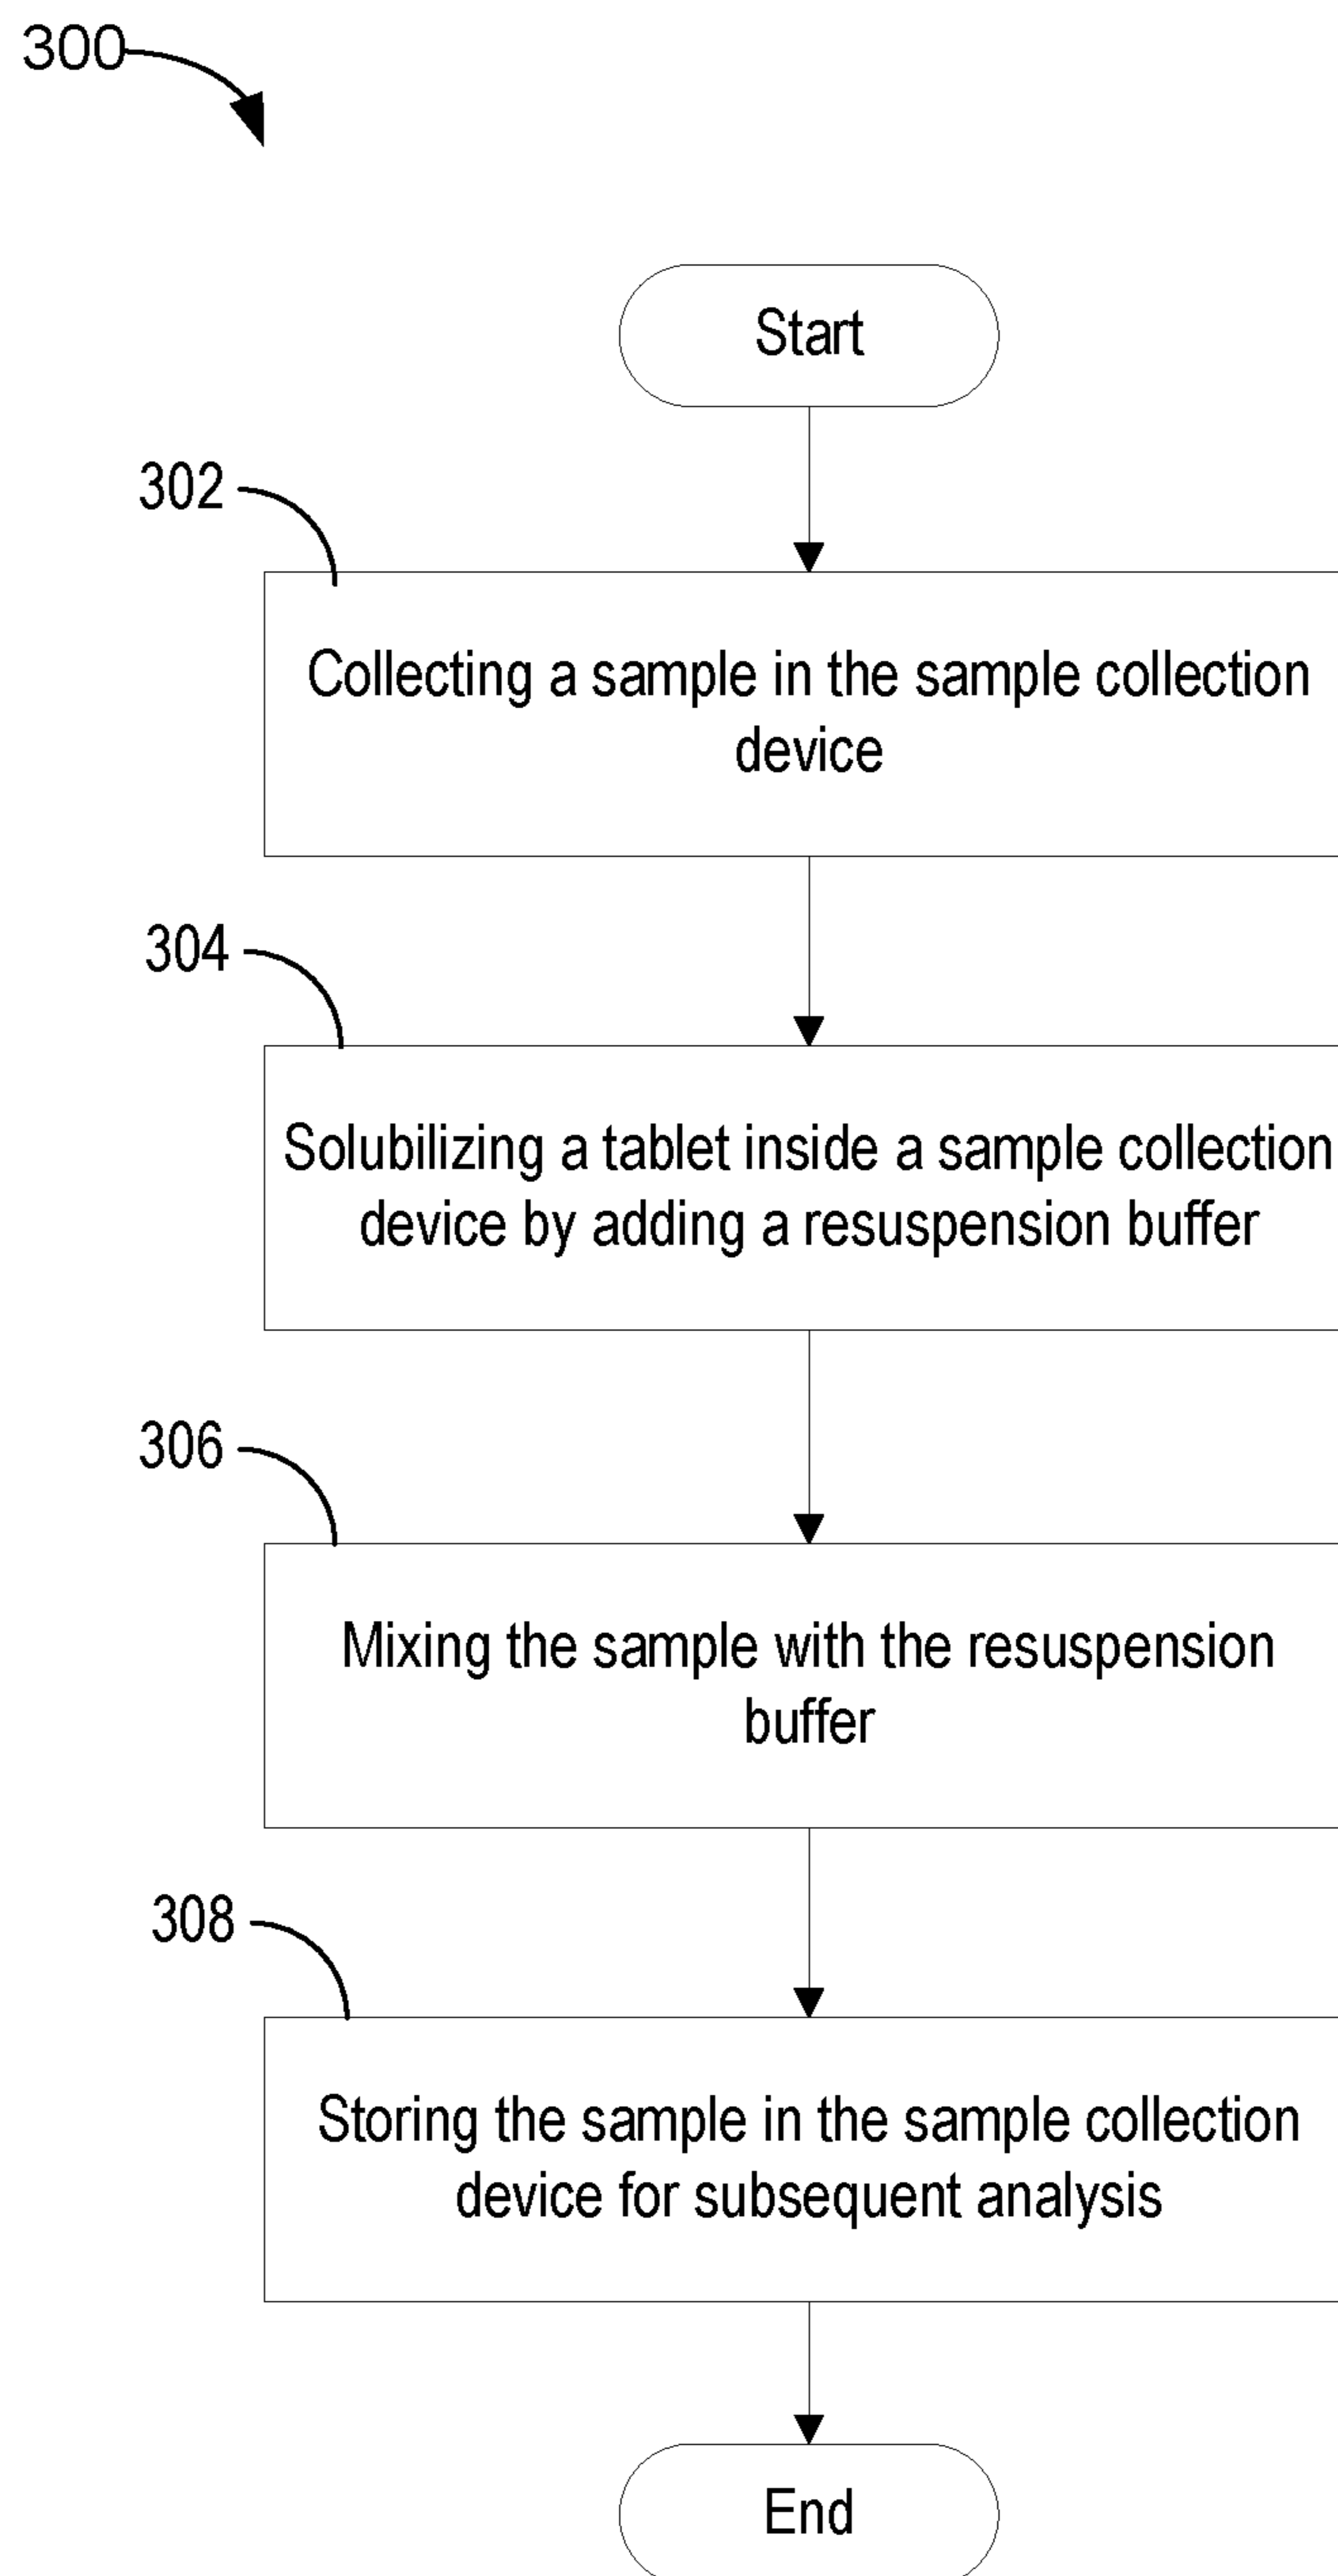 300
Start
302
Collecting a sample in the sample collection
device
304
Solubilizing a tablet inside a sample collection
device by adding a resuspension buffer
306
Mixing the sample with the resuspension
buffer
308
Storing the sample in the sample collection
device for subsequent analysis
End